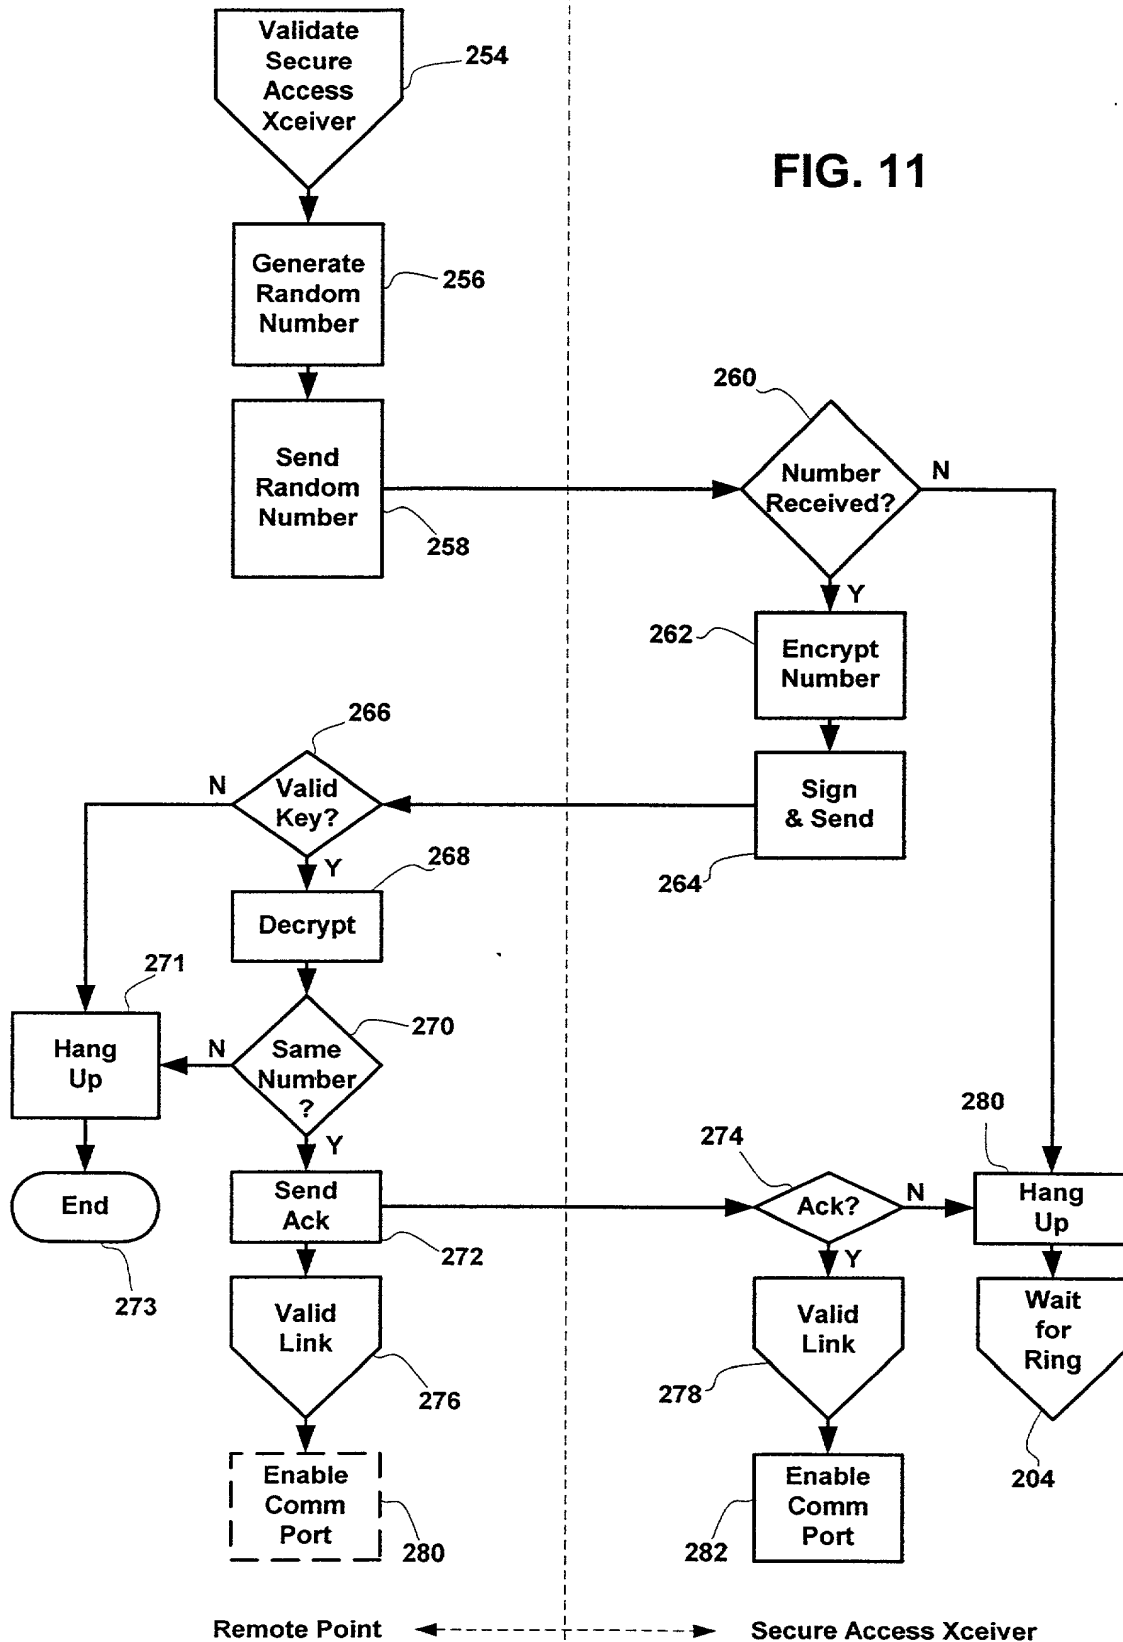 Validate
Secure
Access
Xceiver
254
FIG. 11
Generate
Random
Number
256
Send
Random
Number
258
260
Number
Received?
N
Y
262
Encrypt
Number
Sign
& Send
264
266
Valid
Key?
N
Y
268
Decrypt
271
Hang
Up
270
Same
Number
?
N
Y
End
273
Send
Ack
272
274
Ack?
N
Y
280
Hang
Up
Valid
Link
276
Valid
Link
278
Wait
for
Ring
204
Enable
Comm
Port
280
Enable
Comm
Port
282
Remote Point
Secure Access Xceiver